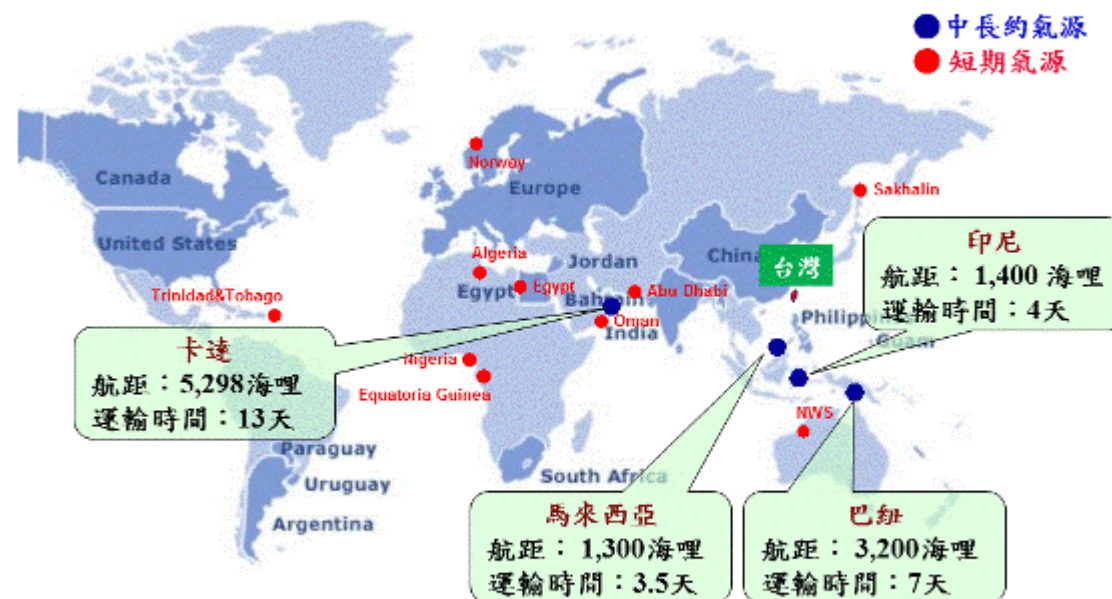 中長約氣源
短期氣源
Norway
Canada
Europe
Sakhalin
United States
China
台灣
印尼
航距：1,400 海哩
運輸時間：4天
Algeria
Jordan
Egypt
Egypt
Bahrain
Abu Dhabi
Trinidad&Tobago
Oman
India
Philippines
Guam
卡達
航距：5,298海哩
運輸時間：13天
Nigeria
Equatoria Guinea
NWS
Paraguay
Uruguay
Argentina
South Africa
馬來西亞
航距：1,300海哩
運輸時間：3.5天
巴紐
航距：3,200海哩
運輸時間：7天